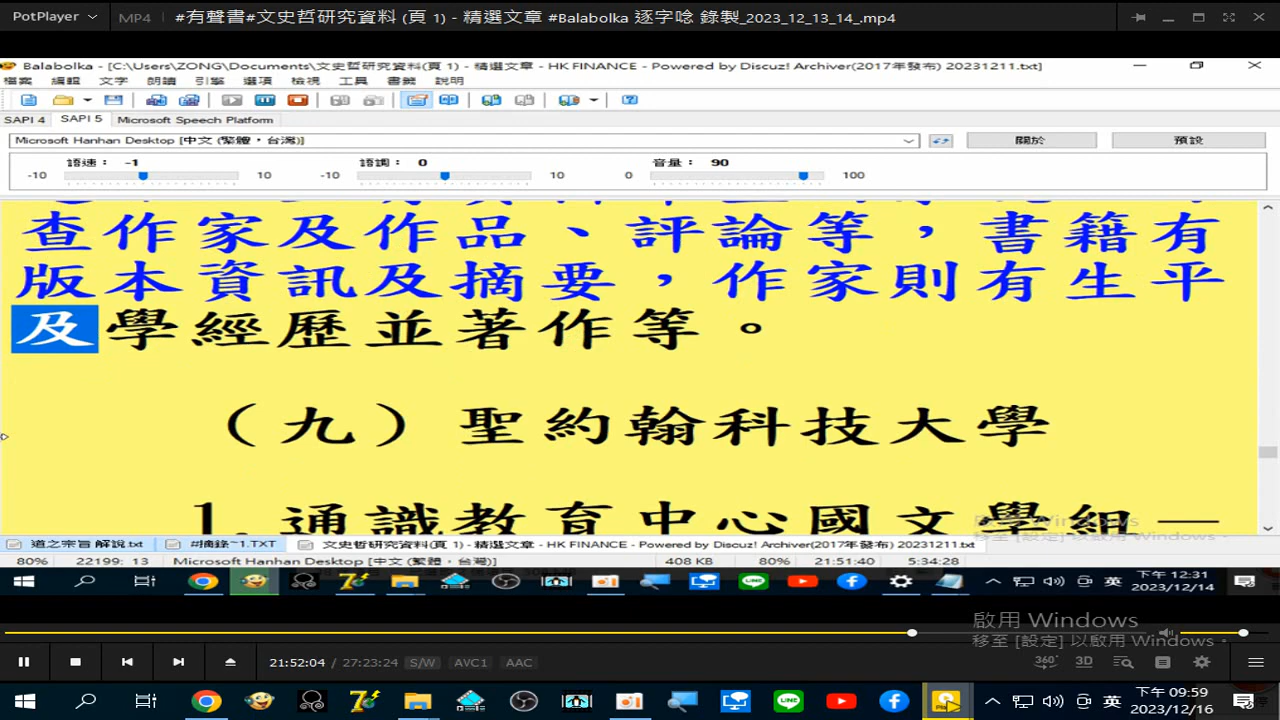 PotPlayer MP4 #有聲書#文史哲研究資料 (頁 1) - 精選文章 #Balabolka 逐字唸 錄製_2023_12_13_14_.mp4
Balabolka - [C:\Users\ZONG\Documents\文史哲研究資料(頁 1) - 精選文章 - HK FINANCE - Powered by Discuz! Archiver(2017年發布) 20231211.txt]
檔案 編輯 文字 朗讀 引擎 選項 檢視 工具 書籤 說明
SAPI 4 SAPI 5 Microsoft Speech Platform
Microsoft Hanhan Desktop [中文 (繁體，台灣)] 關於 預設
語速： -1 語調： 0 音量： 90
-10 10 -10 10 0 100
查作家及作品、評論等，書籍有
版本資訊及摘要，作家則有生平
及學經歷並著作等。
（九）聖約翰科技大學
1. 通識教育中心國文學組—
道之宗旨 解說.txt #摘錄~1.TXT 文史哲研究資料(頁 1) - 精選文章 - HK FINANCE - Powered by Discuz! Archiver(2017年發布) 20231211.txt
80% 22199: 13 Microsoft Hanhan Desktop [中文 (繁體，台灣)] 408 KB 80% 21:51:40 5:34:28
英 下午 12:31
2023/12/14
啟用 Windows
移至 [設定] 以啟用 Windows。
21:52:04 / 27:23:24 S/W AVC1 AAC 360° 3D
英 下午 09:59
2023/12/16